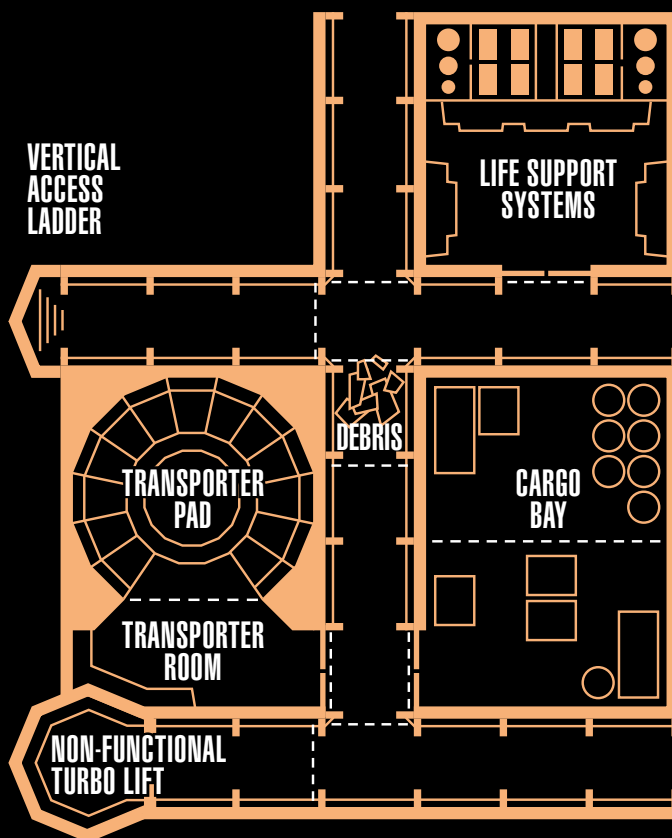 VERTICAL
ACCESS
LADDER
LIFE SUPPORT
SYSTEMS
DEBRIS
TRANSPORTER
PAD
CARGO
BAY
TRANSPORTER
ROOM
NON-FUNCTIONAL
TURBO LIFT